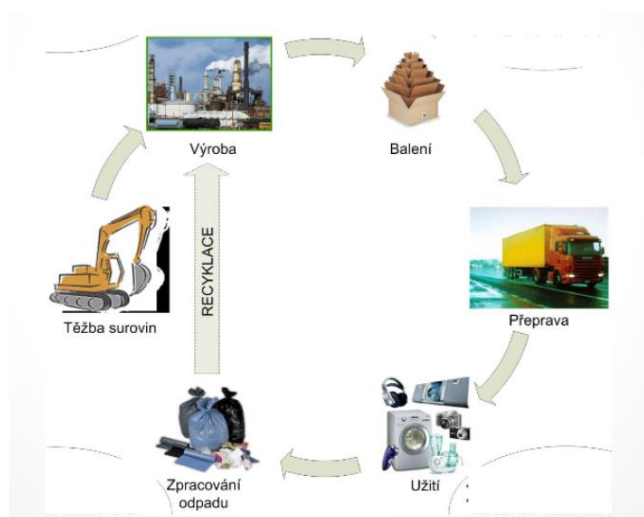 Výroba
Balení
Těžba surovin
RECYKLACE
Přeprava
Zpracování
odpadu
Užití